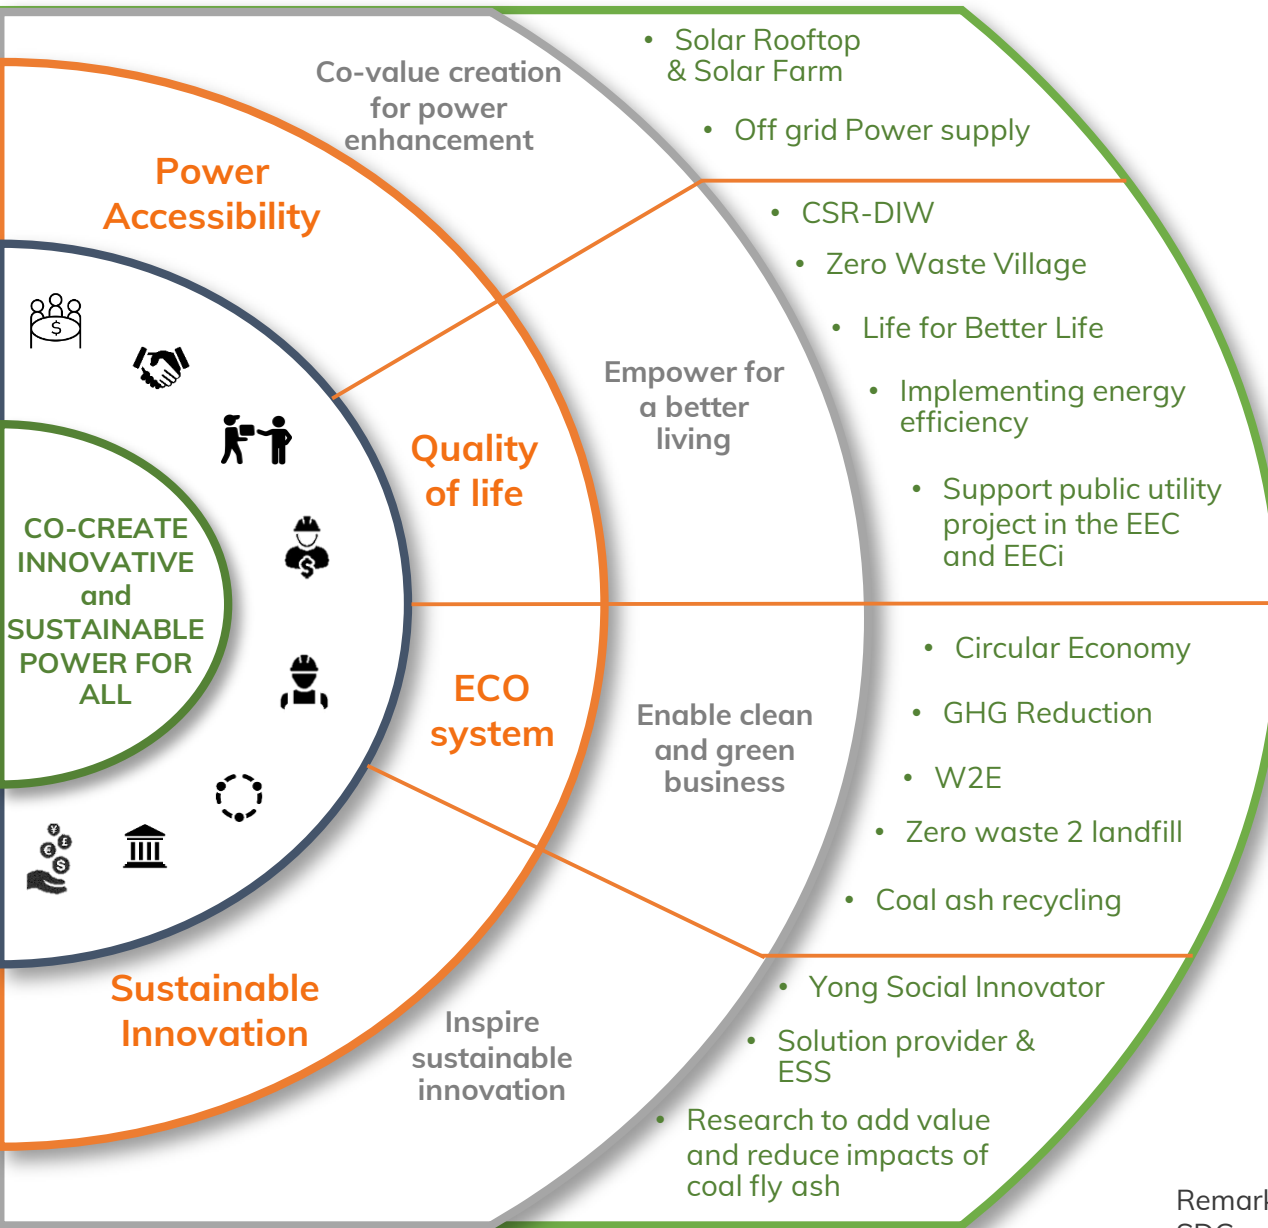 Co-value creation
for power
enhancement
• Solar Rooftop
& Solar Farm
• Off grid Power supply
Power
Accessibility
• CSR-DIW
• Zero Waste Village
• Life for Better Life
• Implementing energy
efficiency
• Support public utility
project in the EEC
and EECi
Empower for
a better
living
Quality
of life
CO-CREATE
INNOVATIVE
and
SUSTAINABLE
POWER FOR
ALL
ECO
system
Enable clean
and green
business
• Circular Economy
• GHG Reduction
• W2E
• Zero waste 2 landfill
• Coal ash recycling
Sustainable
Innovation
Inspire
sustainable
innovation
• Yong Social Innovator
• Solution provider &
ESS
• Research to add value
and reduce impacts of
coal fly ash